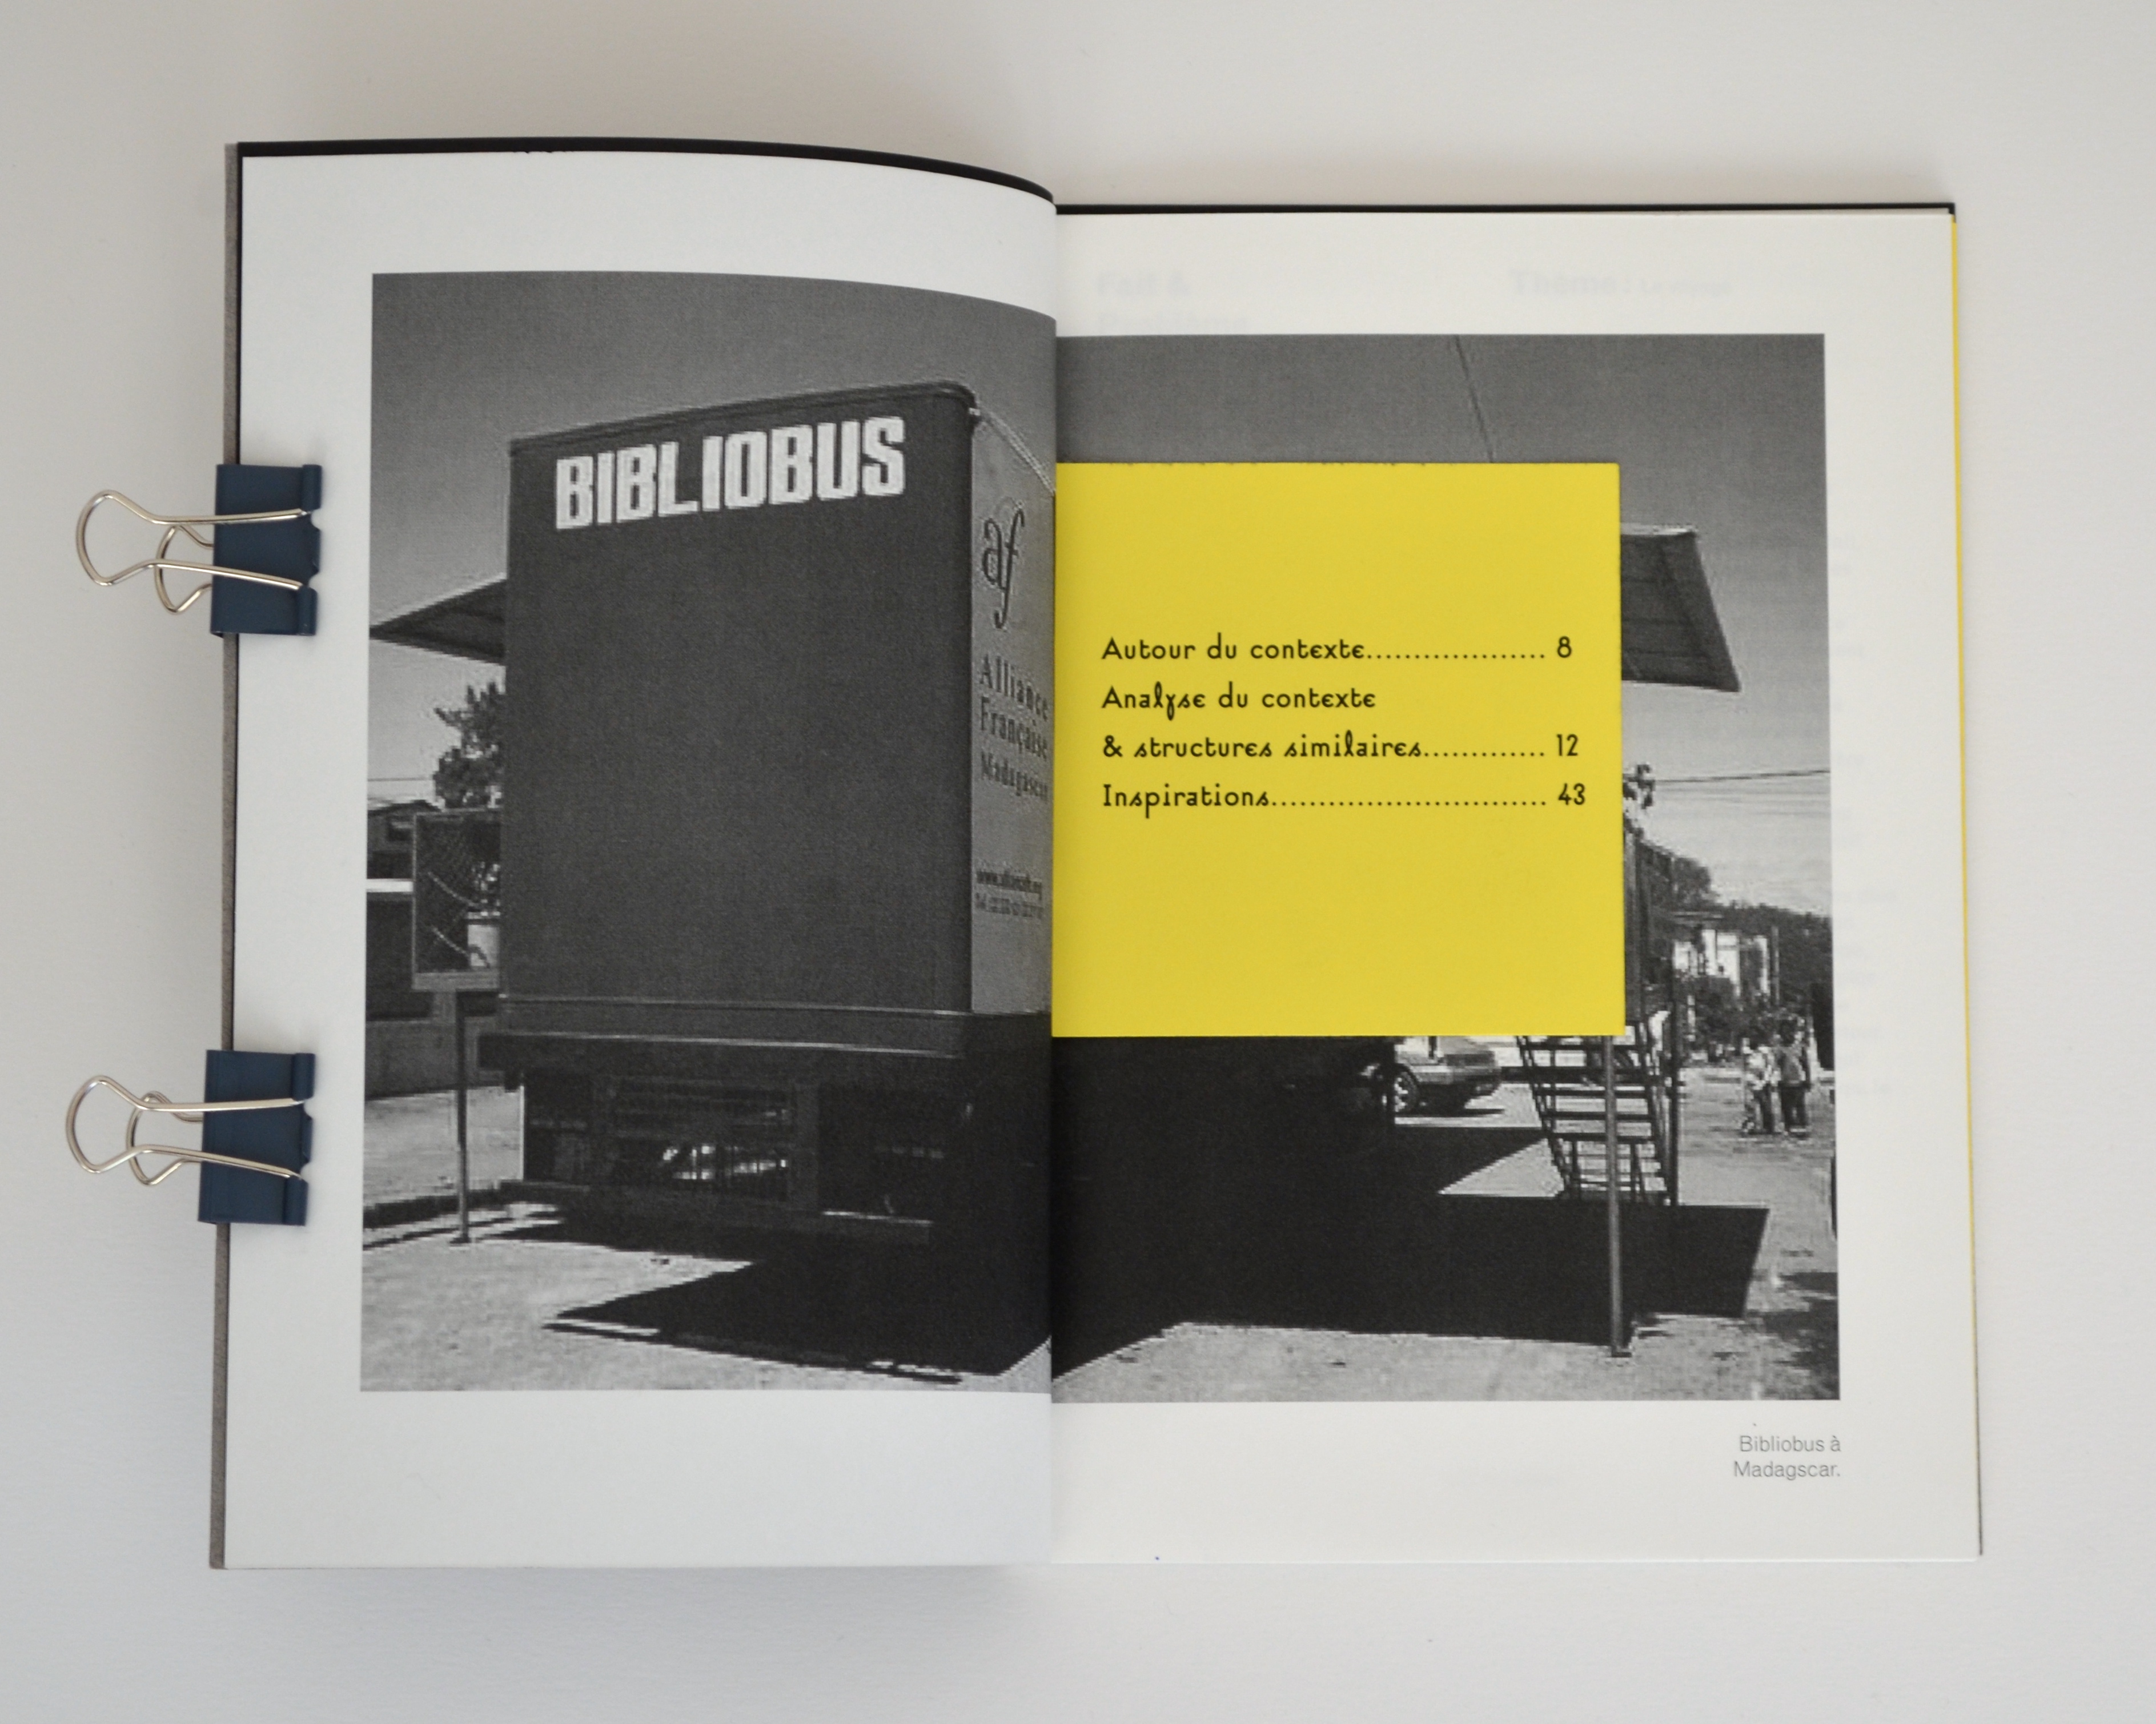 BIBLIOBUS
af
Alliance
Française
Madagascar
Autour du contexte................... 8
Analyse du contexte
& structures similaires............. 12
Inspirations............................. 43
Bibliobus à
Madagscar.